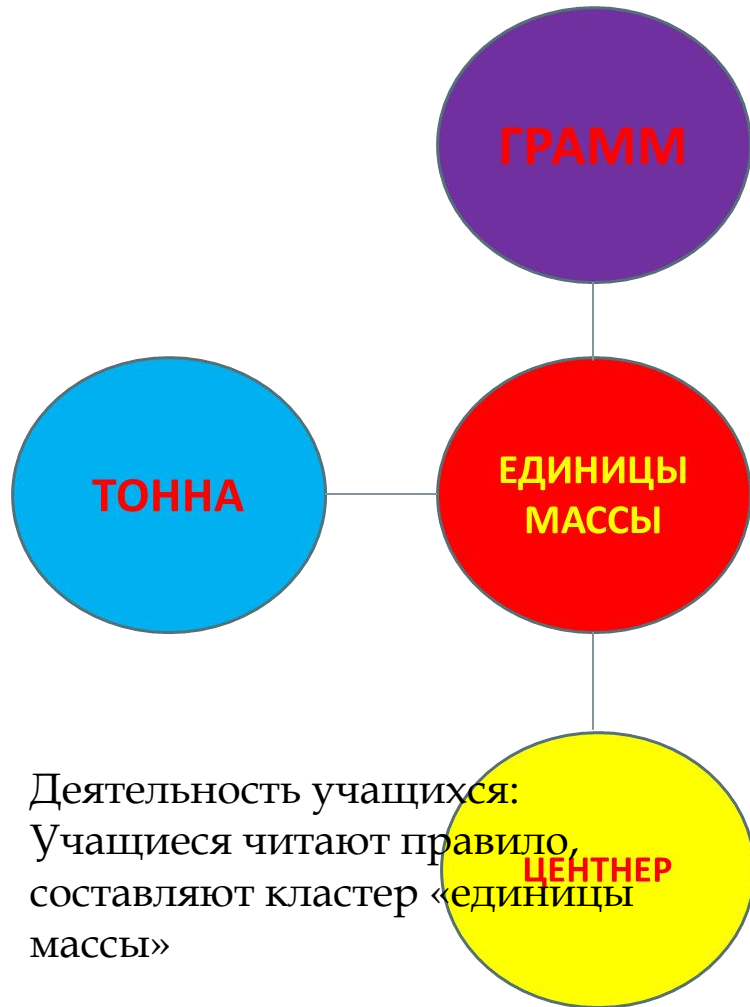 ГРАММ
ТОННА
ЕДИНИЦЫ
МАССЫ
Деятельность учащихся:
Учащиеся читают правило,
составляют кластер «единицы
массы»
ЦЕНТНЕР